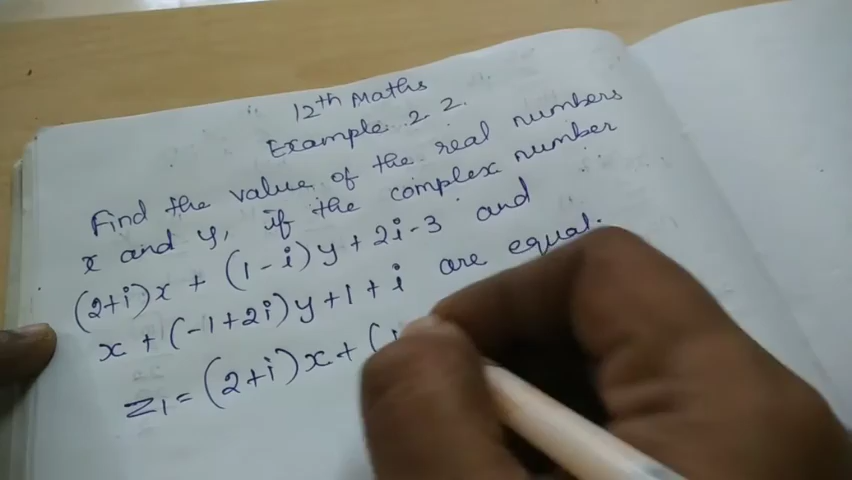 12th Maths
Example 2.2.
Find the value of the real numbers
x and y, if the complex number
(2+i)x + (1-i)y + 2i-3 and
x + (-1+2i)y+1+i are equal.
z1 = (2+i)x+(1